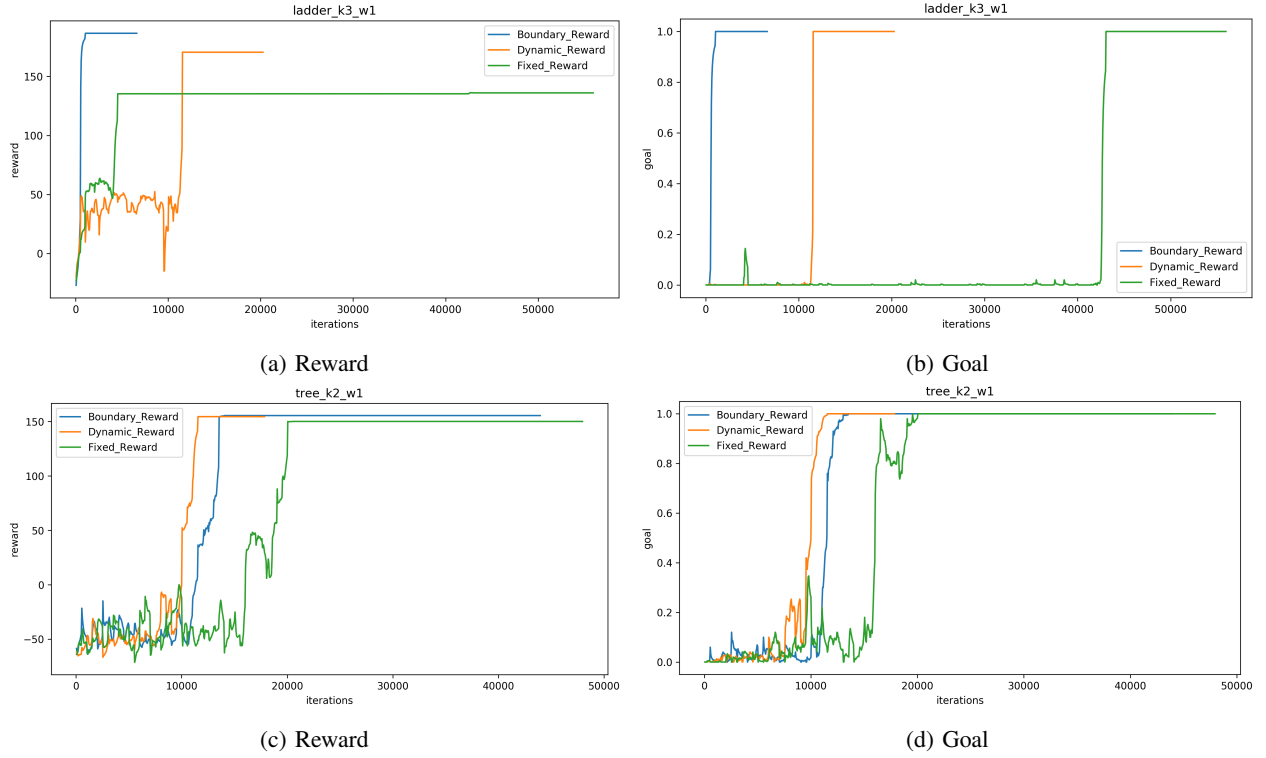 ladder_k3_w1
150
100
50
0
reward
Boundary_Reward
Dynamic_Reward
Fixed_Reward
0
10000
20000
30000
40000
50000
iterations
(a) Reward
ladder_k3_w1
1.0
0.8
0.6
0.4
0.2
0.0
goal
Boundary_Reward
Dynamic_Reward
Fixed_Reward
0
10000
20000
30000
40000
50000
iterations
(b) Goal
tree_k2_w1
150
100
50
0
−50
reward
Boundary_Reward
Dynamic_Reward
Fixed_Reward
0
10000
20000
30000
40000
50000
iterations
(c) Reward
tree_k2_w1
1.0
0.8
0.6
0.4
0.2
0.0
goal
Boundary_Reward
Dynamic_Reward
Fixed_Reward
0
10000
20000
30000
40000
50000
iterations
(d) Goal